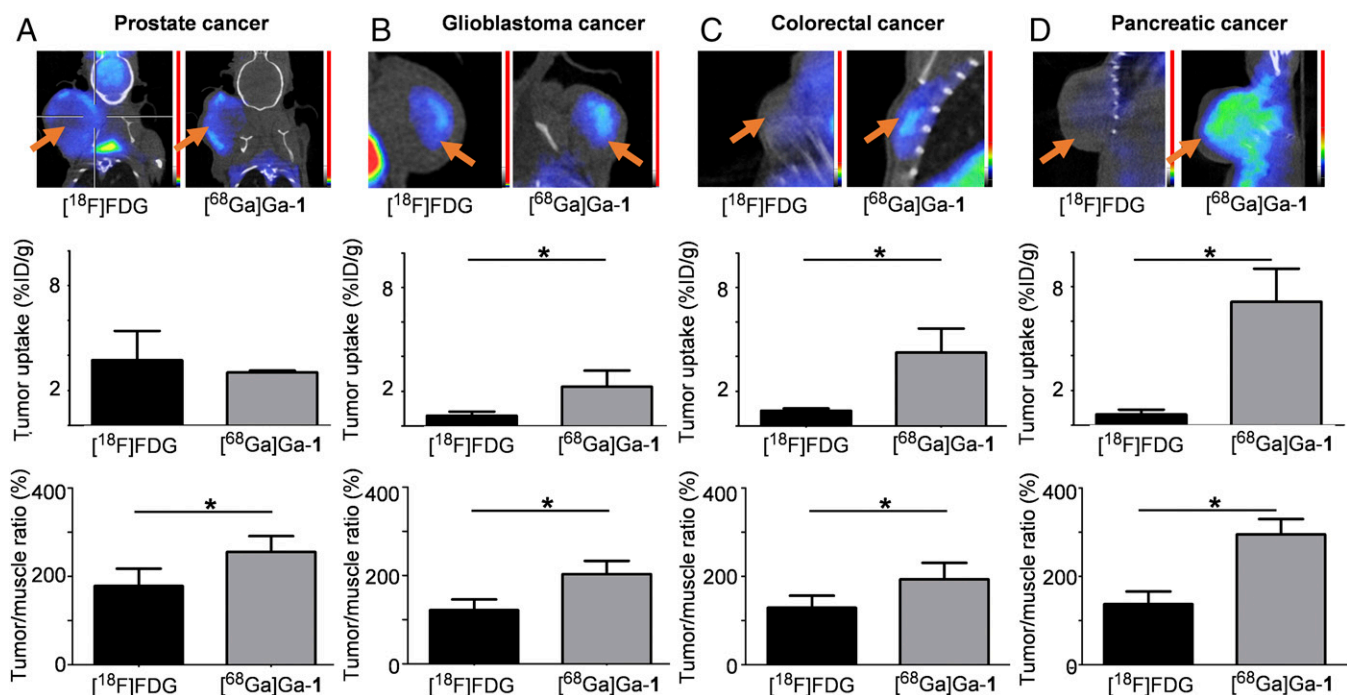 A Prostate cancer
B Glioblastoma cancer
C Colorectal cancer
D Pancreatic cancer
[¹⁸F]FDG [⁶⁸Ga]Ga-1
[¹⁸F]FDG [⁶⁸Ga]Ga-1
[¹⁸F]FDG [⁶⁸Ga]Ga-1
[¹⁸F]FDG [⁶⁸Ga]Ga-1
Tumor uptake (%ID/g)
8
2
[¹⁸F]FDG [⁶⁸Ga]Ga-1
Tumor uptake (%ID/g)
8
2
*
[¹⁸F]FDG [⁶⁸Ga]Ga-1
Tumor uptake (%ID/g)
8
2
*
[¹⁸F]FDG [⁶⁸Ga]Ga-1
Tumor uptake (%ID/g)
8
2
*
[¹⁸F]FDG [⁶⁸Ga]Ga-1
Tumor/muscle ratio (%)
400
200
0
*
[¹⁸F]FDG [⁶⁸Ga]Ga-1
Tumor/muscle ratio (%)
400
200
0
*
[¹⁸F]FDG [⁶⁸Ga]Ga-1
Tumor/muscle ratio (%)
400
200
0
*
[¹⁸F]FDG [⁶⁸Ga]Ga-1
Tumor/muscle ratio (%)
400
200
0
*
[¹⁸F]FDG [⁶⁸Ga]Ga-1